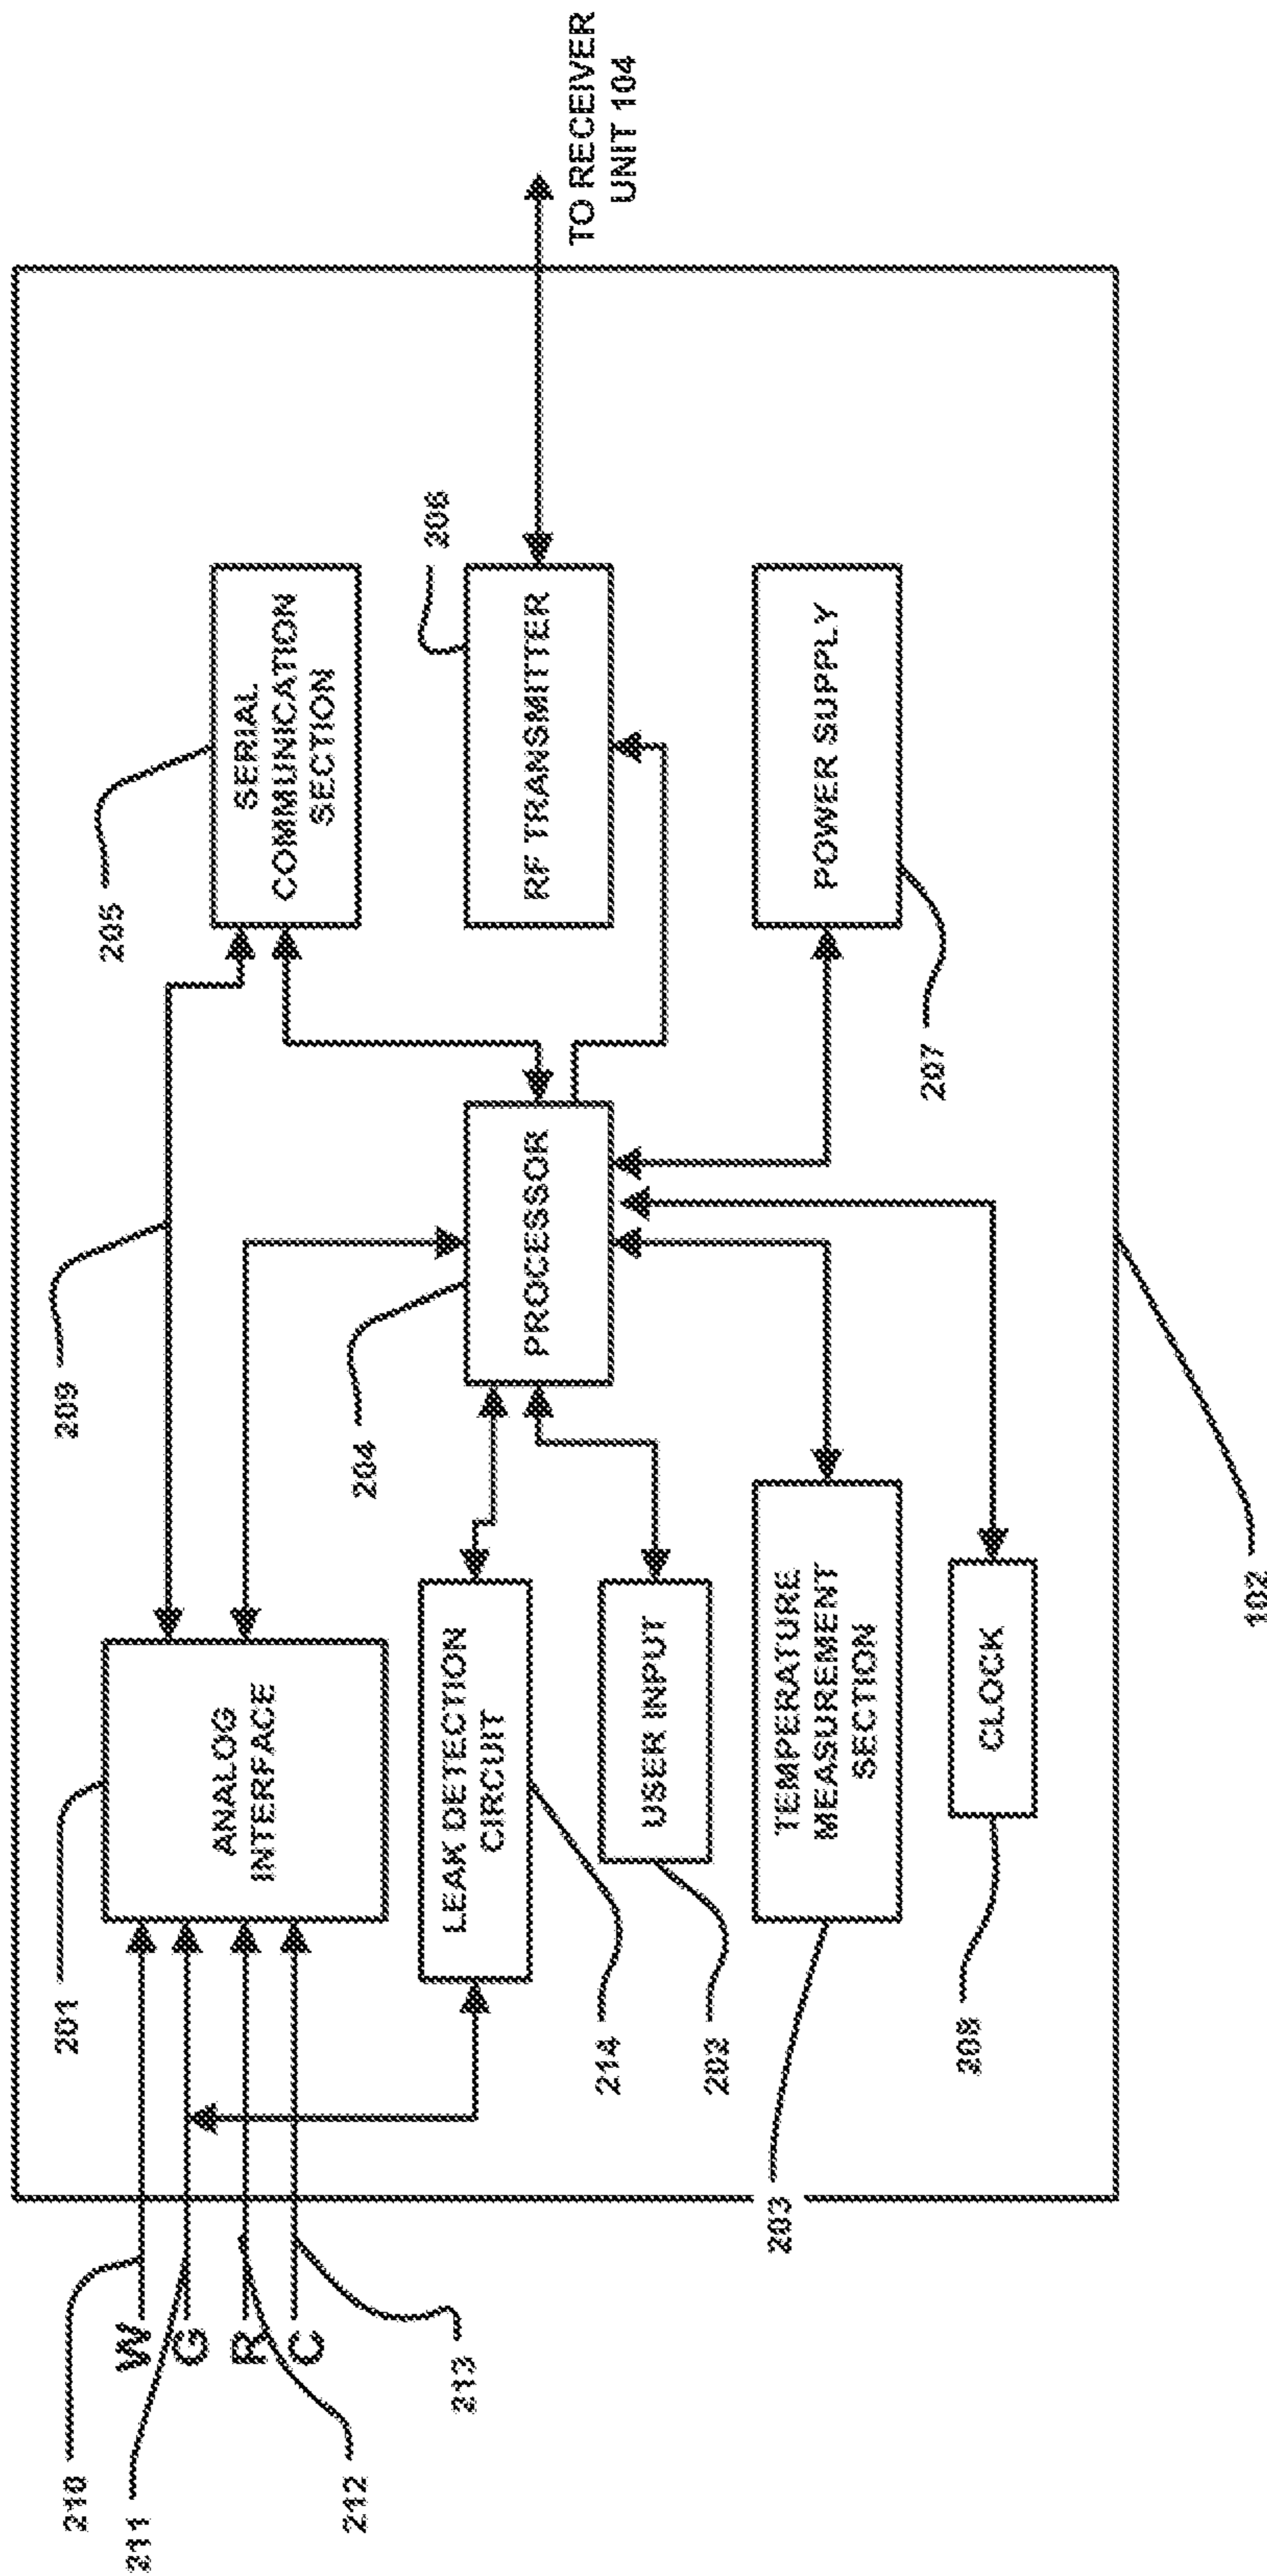 210
W
211
G
212
R
213
C
201
ANALOG
INTERFACE
209
205
SERIAL
COMMUNICATION
SECTION
204
PROCESSOR
206
RF TRANSMITTER
TO RECEIVER
UNIT 104
214
LEAK DETECTION
CIRCUIT
202
USER INPUT
203
TEMPERATURE
MEASUREMENT
SECTION
208
CLOCK
207
POWER SUPPLY
102